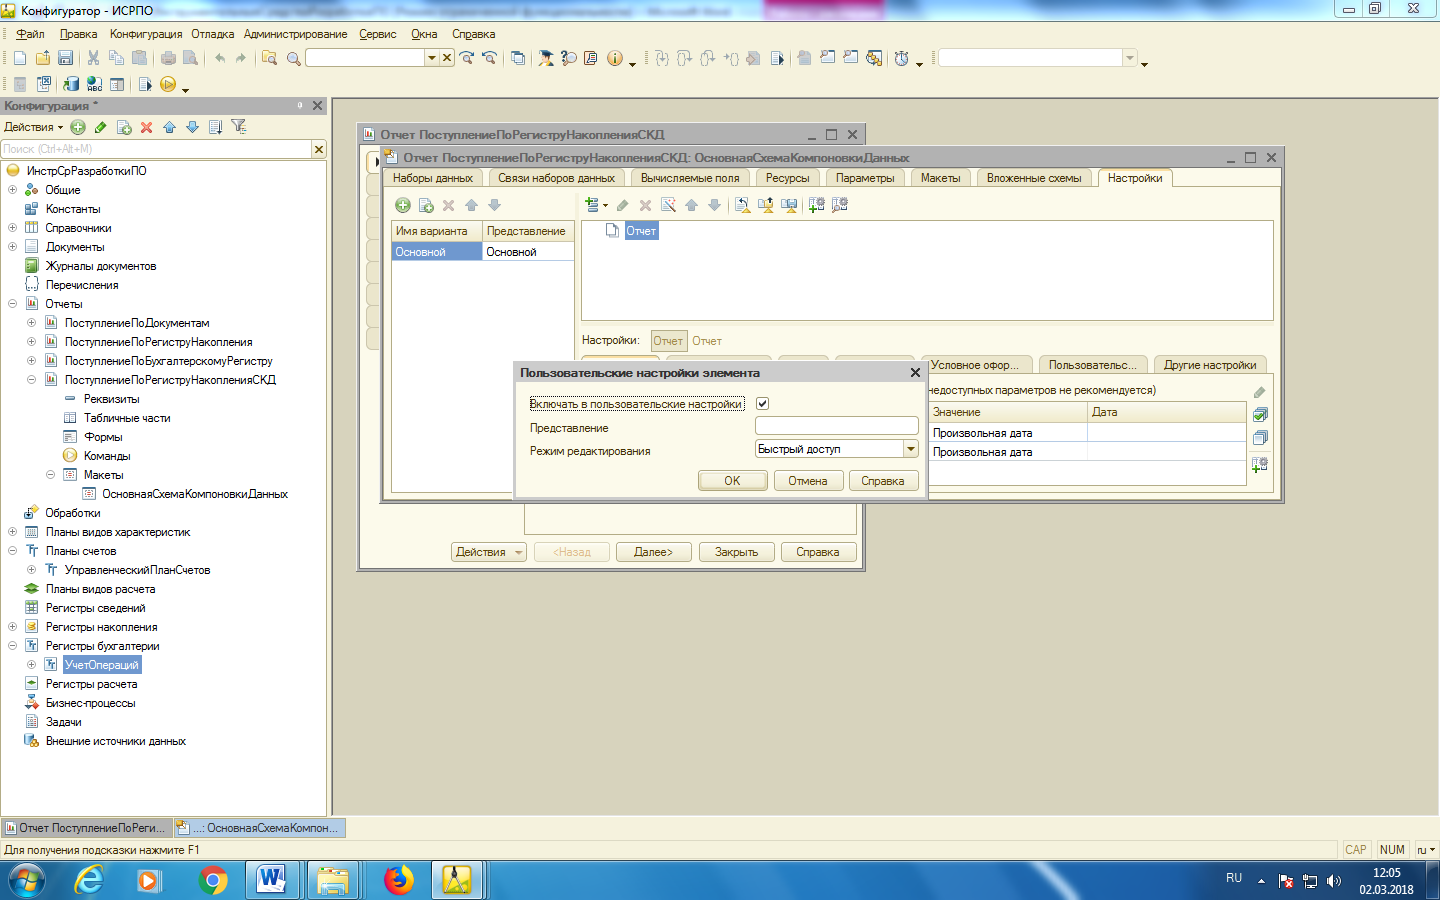 Конфигуратор - ИСРПО
Файл Правка Конфигурация Отладка Администрирование Сервис Окна Справка
Конфигурация *
Действия
Поиск (Ctrl+Alt+M)
ИнстрСрРазработкиПО
Общие
Константы
Справочники
Документы
Журналы документов
Перечисления
Отчеты
ПоступлениеПоДокументам
ПоступлениеПоРегиструНакопления
ПоступлениеПоБухгалтерскомуРегистру
ПоступлениеПоРегиструНакопленияСКД
Реквизиты
Табличные части
Формы
Команды
Макеты
ОсновнаяСхемаКомпоновкиДанных
Обработки
Планы видов характеристик
Планы счетов
УправленческийПланСчетов
Планы видов расчета
Регистры сведений
Регистры накопления
Регистры бухгалтерии
УчетОпераций
Регистры расчета
Бизнес-процессы
Задачи
Внешние источники данных
Отчет ПоступлениеПоРегиструНакопленияСКД
Отчет ПоступлениеПоРегиструНакопленияСКД: ОсновнаяСхемаКомпоновкиДанных
Наборы данных Связи наборов данных Вычисляемые поля Ресурсы Параметры Макеты Вложенные схемы Настройки
Имя варианта Представление
Основной Основной
Отчет
Настройки: Отчет Отчет
Условное офор... Пользовательс... Другие настройки
недоступных параметров не рекомендуется)
Значение Дата
Произвольная дата
Произвольная дата
Пользовательские настройки элемента
Включать в пользовательские настройки
Представление
Режим редактирования Быстрый доступ
OK Отмена Справка
Действия <Назад Далее> Закрыть Справка
Отчет ПоступлениеПоРеги... ...: ОсновнаяСхемаКомпон...
Для получения подсказки нажмите F1
CAP NUM ru
RU
12:05
02.03.2018